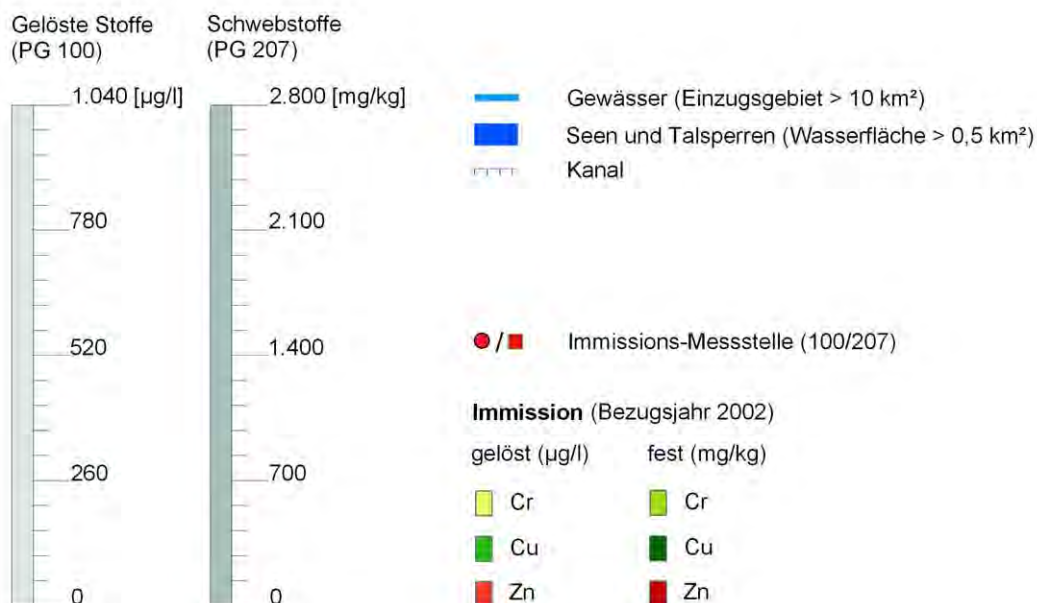 Gelöste Stoffe
(PG 100)
Schwebstoffe
(PG 207)
1.040 [µg/l]
780
520
260
0
2.800 [mg/kg]
2.100
1.400
700
0
Gewässer (Einzugsgebiet > 10 km²)
Seen und Talsperren (Wasserfläche > 0,5 km²)
Kanal
/ Immissions-Messstelle (100/207)
Immission (Bezugsjahr 2002)
gelöst (µg/l) fest (mg/kg)
Cr Cr
Cu Cu
Zn Zn